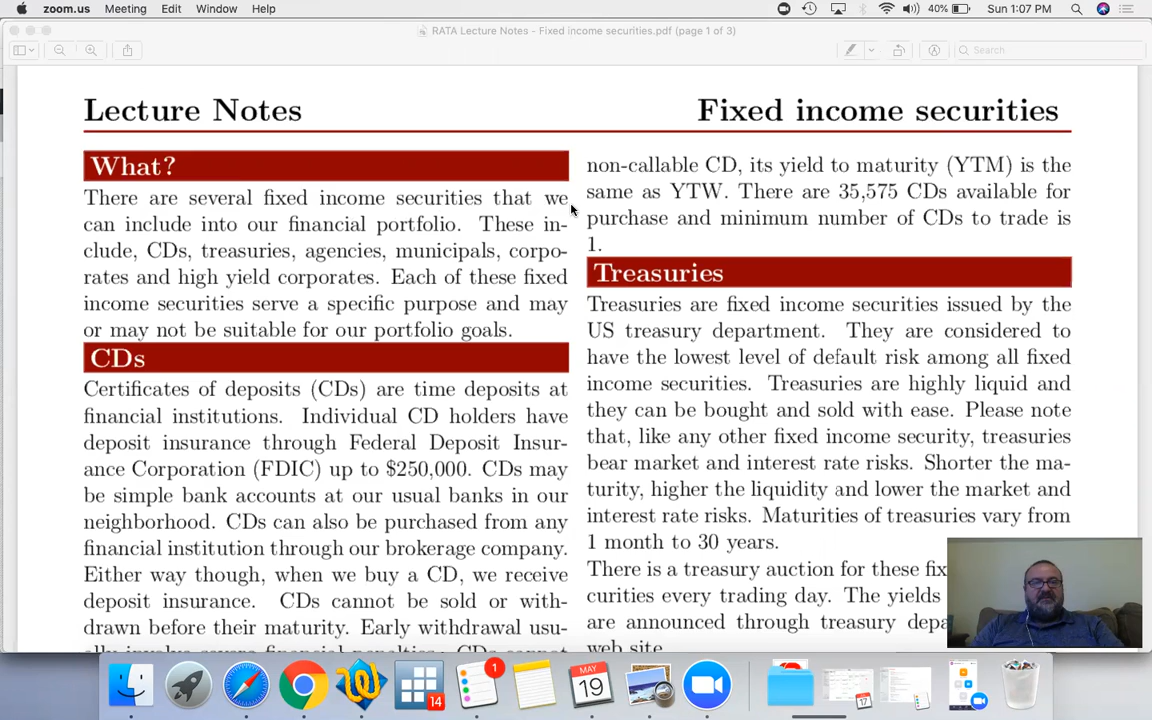 zoom.us Meeting Edit Window Help 40% Sun 1:07 PM
RATA Lecture Notes - Fixed income securities.pdf (page 1 of 3)
Search
Lecture Notes
Fixed income securities
What?
There are several fixed income securities that we
can include into our financial portfolio. These in-
clude, CDs, treasuries, agencies, municipals, corpo-
rates and high yield corporates. Each of these fixed
income securities serve a specific purpose and may
or may not be suitable for our portfolio goals.
CDs
Certificates of deposits (CDs) are time deposits at
financial institutions. Individual CD holders have
deposit insurance through Federal Deposit Insur-
ance Corporation (FDIC) up to $250,000. CDs may
be simple bank accounts at our usual banks in our
neighborhood. CDs can also be purchased from any
financial institution through our brokerage company.
Either way though, when we buy a CD, we receive
deposit insurance. CDs cannot be sold or with-
drawn before their maturity. Early withdrawal usu-
ally involve severe financial penalties. CDs cannot
non-callable CD, its yield to maturity (YTM) is the
same as YTW. There are 35,575 CDs available for
purchase and minimum number of CDs to trade is
1.
Treasuries
Treasuries are fixed income securities issued by the
US treasury department. They are considered to
have the lowest level of default risk among all fixed
income securities. Treasuries are highly liquid and
they can be bought and sold with ease. Please note
that, like any other fixed income security, treasuries
bear market and interest rate risks. Shorter the ma-
turity, higher the liquidity and lower the market and
interest rate risks. Maturities of treasuries vary from
1 month to 30 years.
There is a treasury auction for these fix
curities every trading day. The yields
are announced through treasury depa
web site
14
1
MAY
19
17